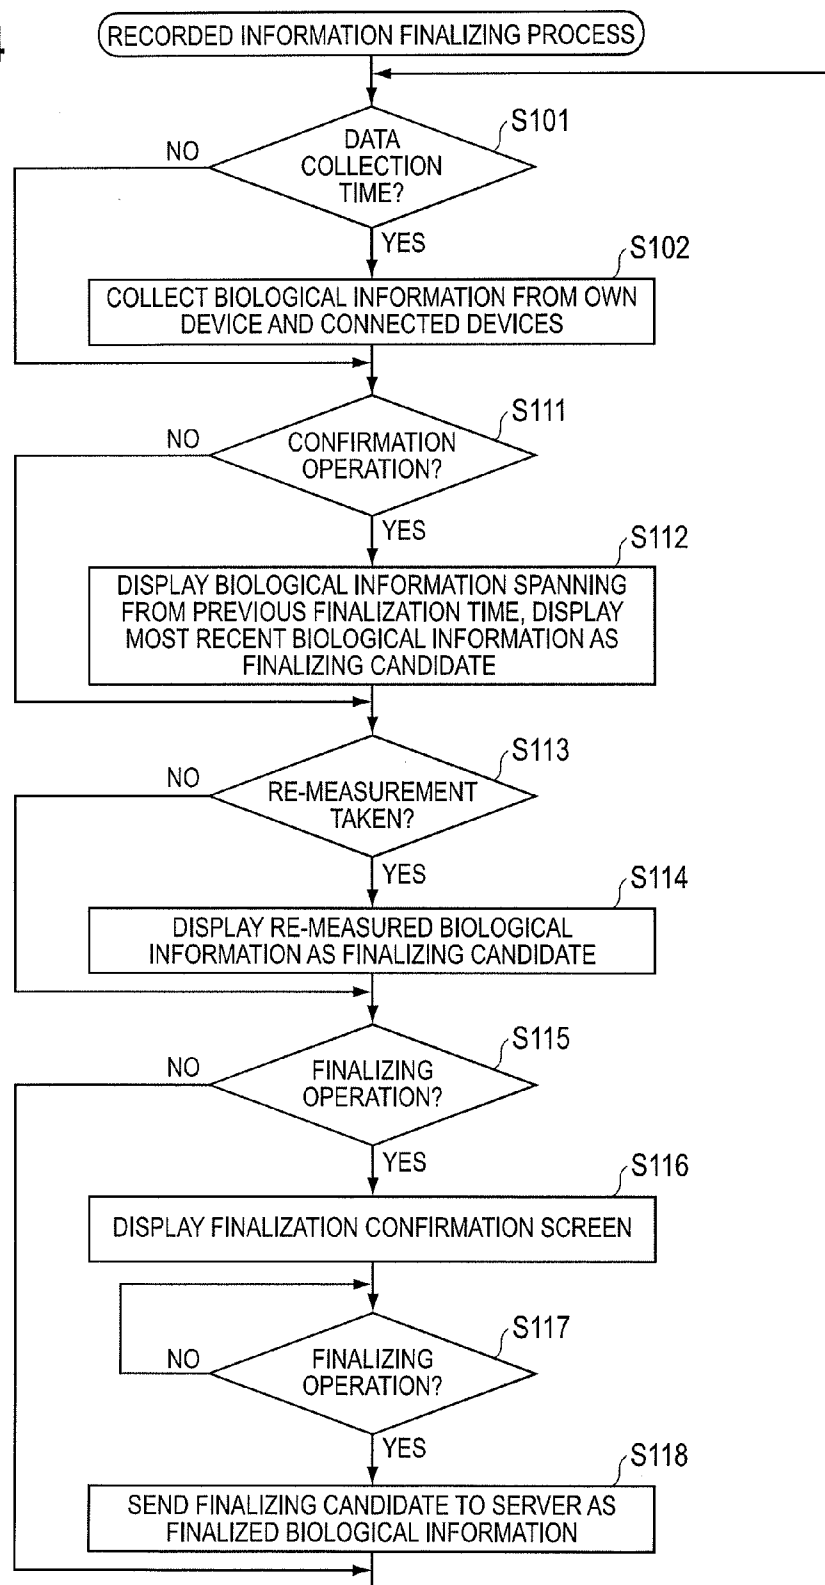 4
RECORDED INFORMATION FINALIZING PROCESS
S101
DATA
COLLECTION
TIME?
NO
YES
S102
COLLECT BIOLOGICAL INFORMATION FROM OWN
DEVICE AND CONNECTED DEVICES
S111
CONFIRMATION
OPERATION?
NO
YES
S112
DISPLAY BIOLOGICAL INFORMATION SPANNING
FROM PREVIOUS FINALIZATION TIME, DISPLAY
MOST RECENT BIOLOGICAL INFORMATION AS
FINALIZING CANDIDATE
S113
RE-MEASUREMENT
TAKEN?
NO
YES
S114
DISPLAY RE-MEASURED BIOLOGICAL
INFORMATION AS FINALIZING CANDIDATE
S115
FINALIZING
OPERATION?
NO
YES
S116
DISPLAY FINALIZATION CONFIRMATION SCREEN
S117
FINALIZING
OPERATION?
NO
YES
S118
SEND FINALIZING CANDIDATE TO SERVER AS
FINALIZED BIOLOGICAL INFORMATION